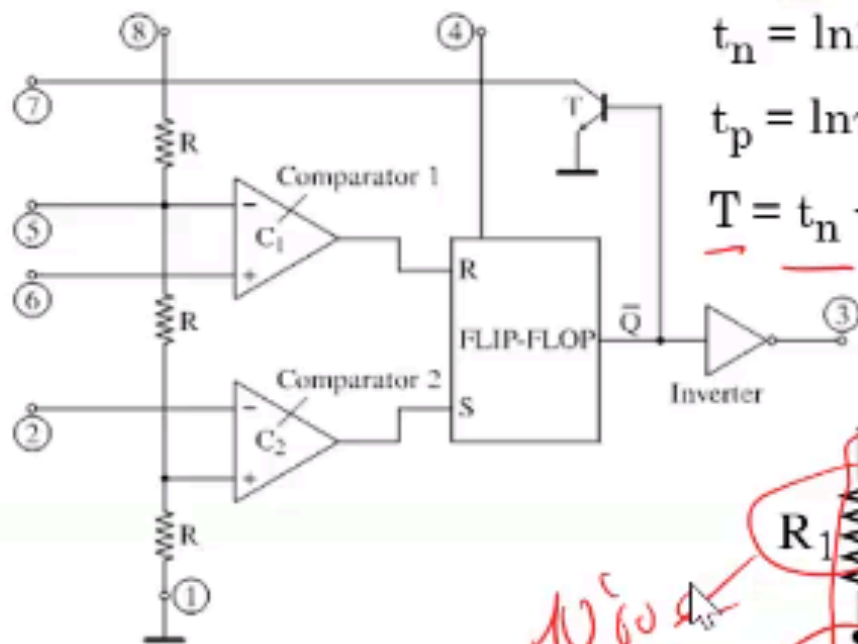 8
4
tn = ln
7
T
tp = ln
R
Comparator 1
T = tn
5
−
C1
R
6
+
3
R
FLIP-FLOP
Q̅
Comparator 2
Inverter
2
−
S
C2
+
R
R1
1